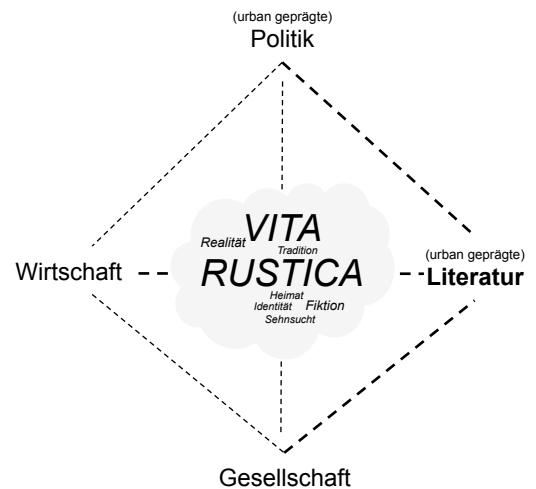 (urban geprägte)
Politik
VITA
Realität
Tradition
RUSTICA
Heimat
Identität Fiktion
Sehnsucht
Wirtschaft
(urban geprägte)
Literatur
Gesellschaft